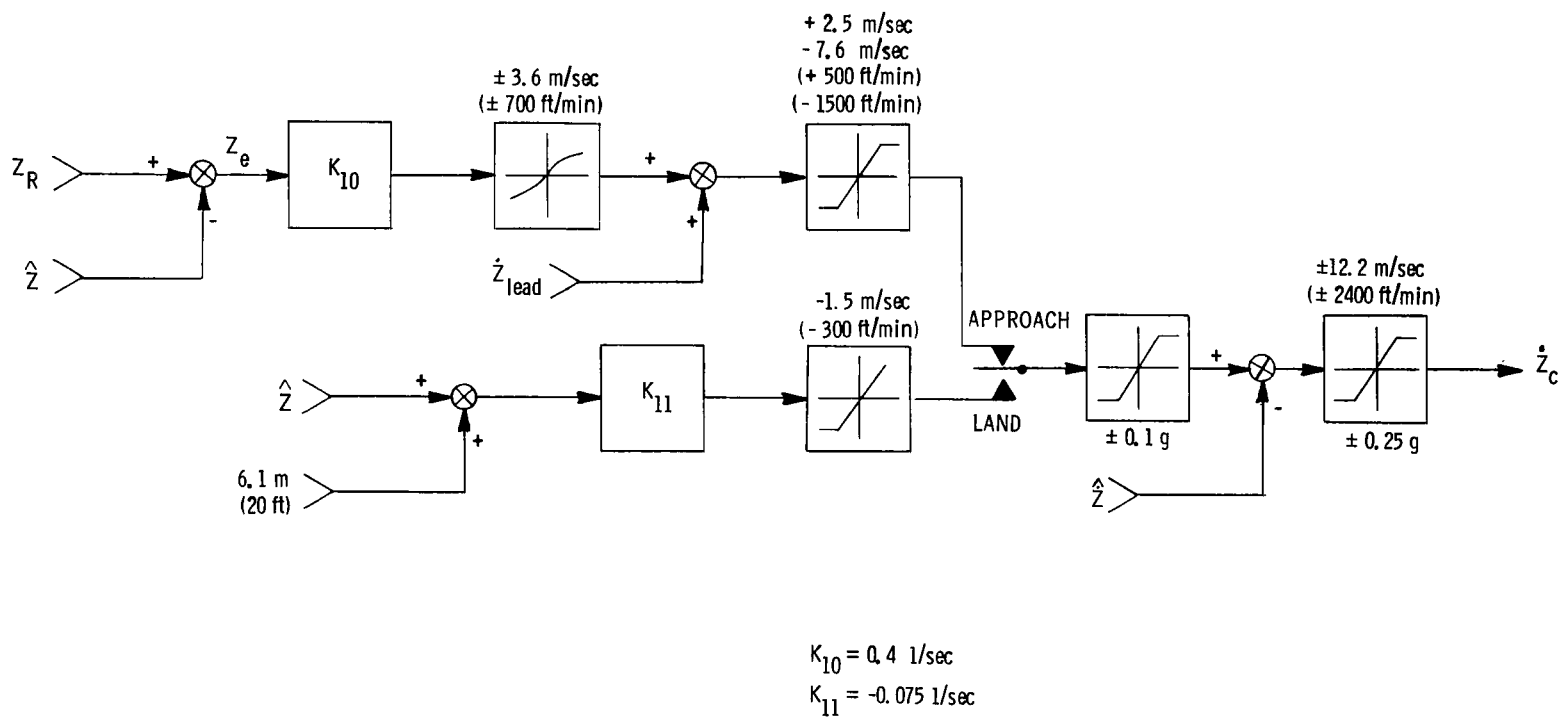 + 2.5 m/sec
- 7.6 m/sec
(+ 500 ft/min)
(- 1500 ft/min)
± 3.6 m/sec
(± 700 ft/min)
Z_R
+
Z_e
K_10
+
-
Ẑ
+
Ż_lead
±12.2 m/sec
(± 2400 ft/min)
-1.5 m/sec
(- 300 ft/min)
APPROACH
Ẑ
+
K_11
+
LAND
+
-
Ż_c
± 0.1 g
± 0.25 g
6.1 m
(20 ft)
Ẑ̇
K_10 = 0.4 1/sec
K_11 = -0.075 1/sec